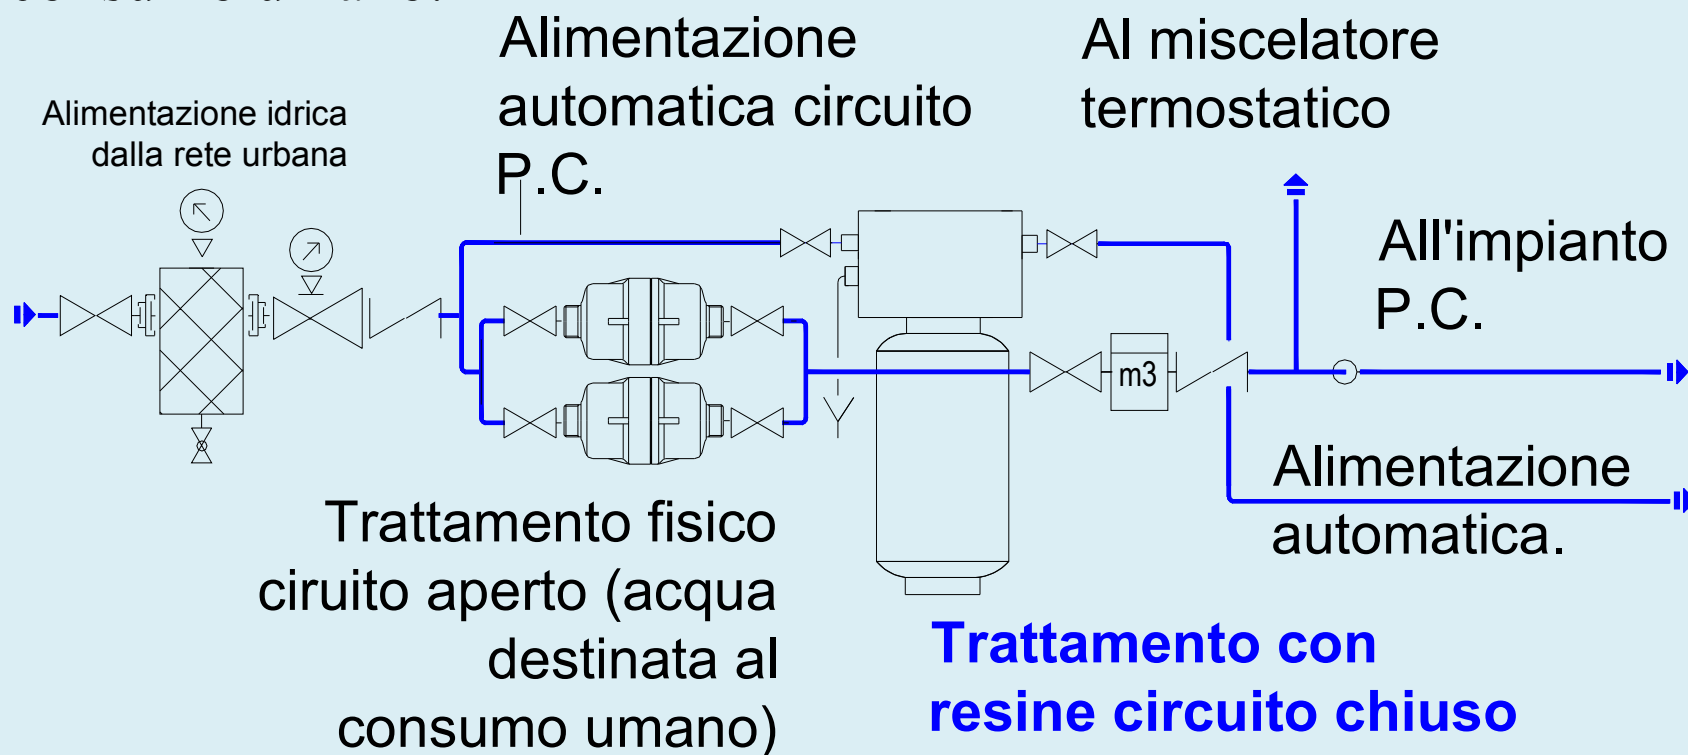 Alimentazione
automatica circuito
P.C.
Al miscelatore
termostatico
Alimentazione idrica
dalla rete urbana
All'impianto
P.C.
m3
Alimentazione
automatica.
Trattamento fisico
ciruito aperto (acqua
destinata al
consumo umano)
Trattamento con
resine circuito chiuso